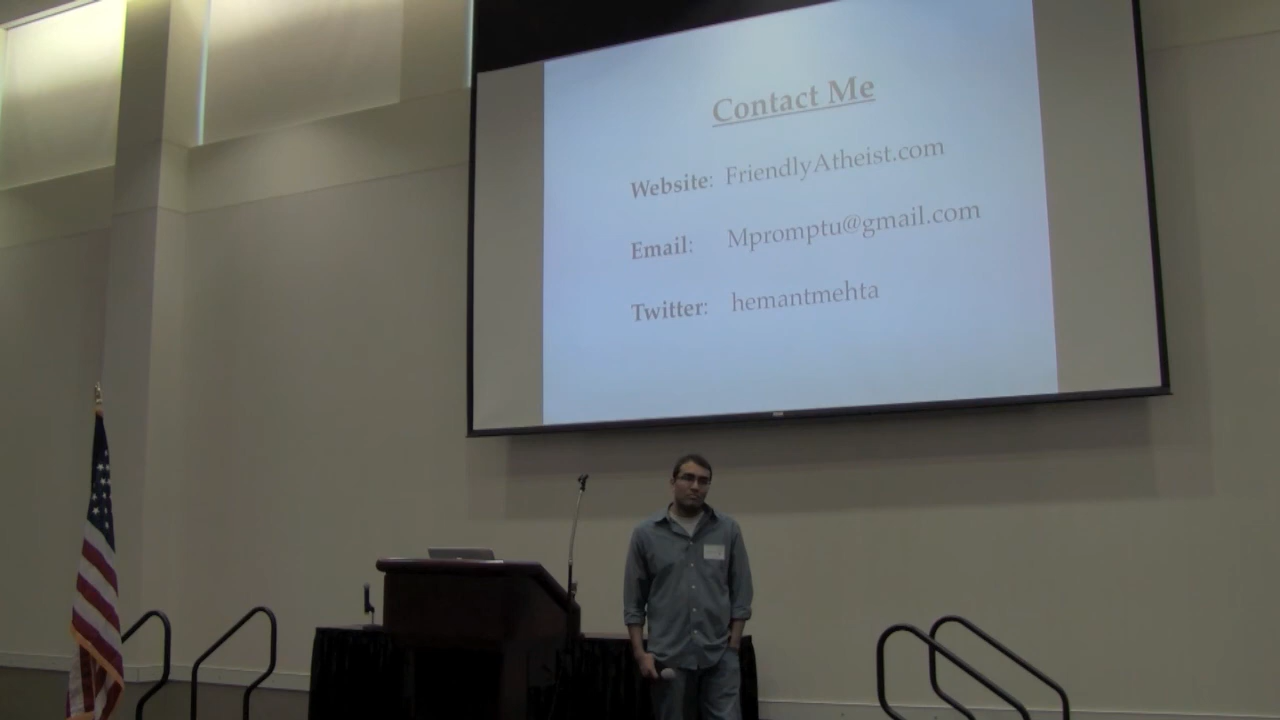 Contact Me
Website: FriendlyAtheist.com
Email: Mpromptu@gmail.com
Twitter: hemantmehta